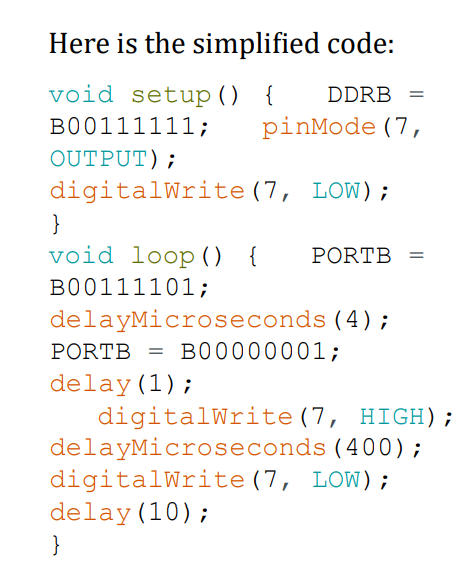 Here is the simplified code:
void setup() {   DDRB =
B00111111;   pinMode(7,
OUTPUT);
digitalWrite(7, LOW);
}
void loop() {   PORTB =
B00111101;
delayMicroseconds(4);
PORTB = B00000001;
delay(1);
   digitalWrite(7, HIGH);
delayMicroseconds(400);
digitalWrite(7, LOW);
delay(10);
}